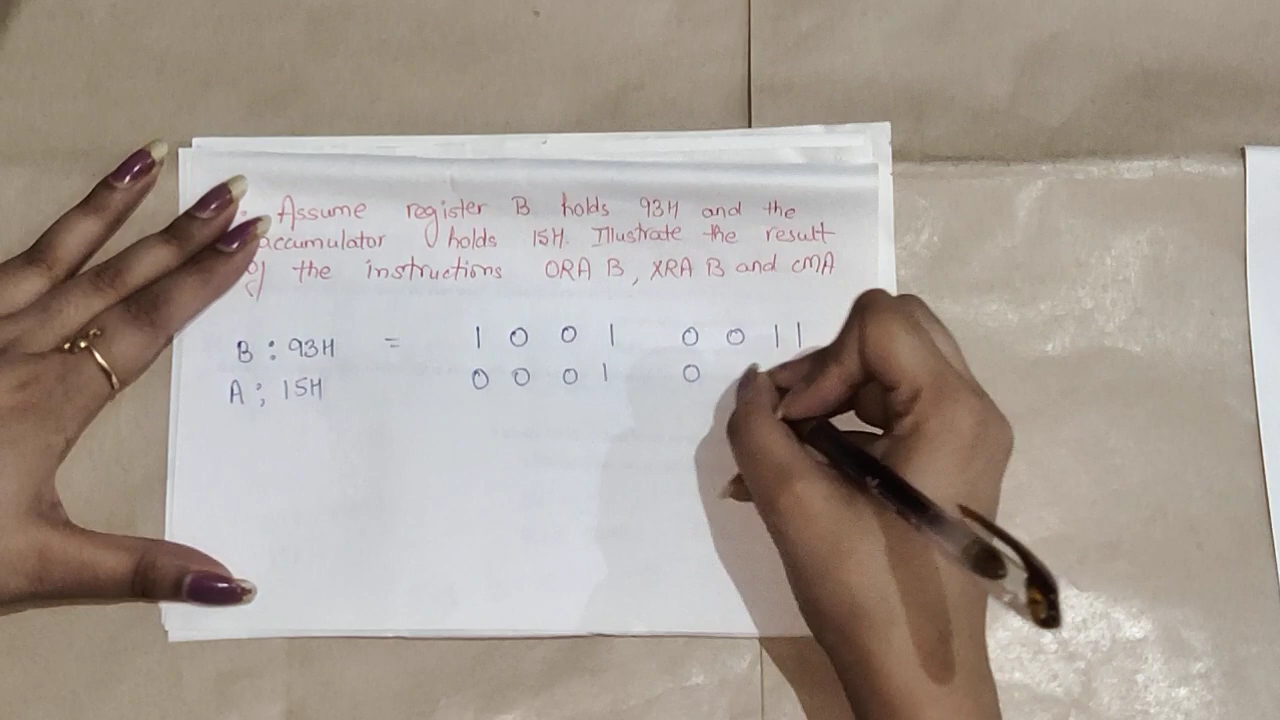 Assume register B holds 93H and the
accumulator holds 15H. Illustrate the result
of the instructions ORA B, XRA B and CMA
B : 93H = 1 0 0 1 0 0 1 1
A ; 15H 0 0 0 1 0